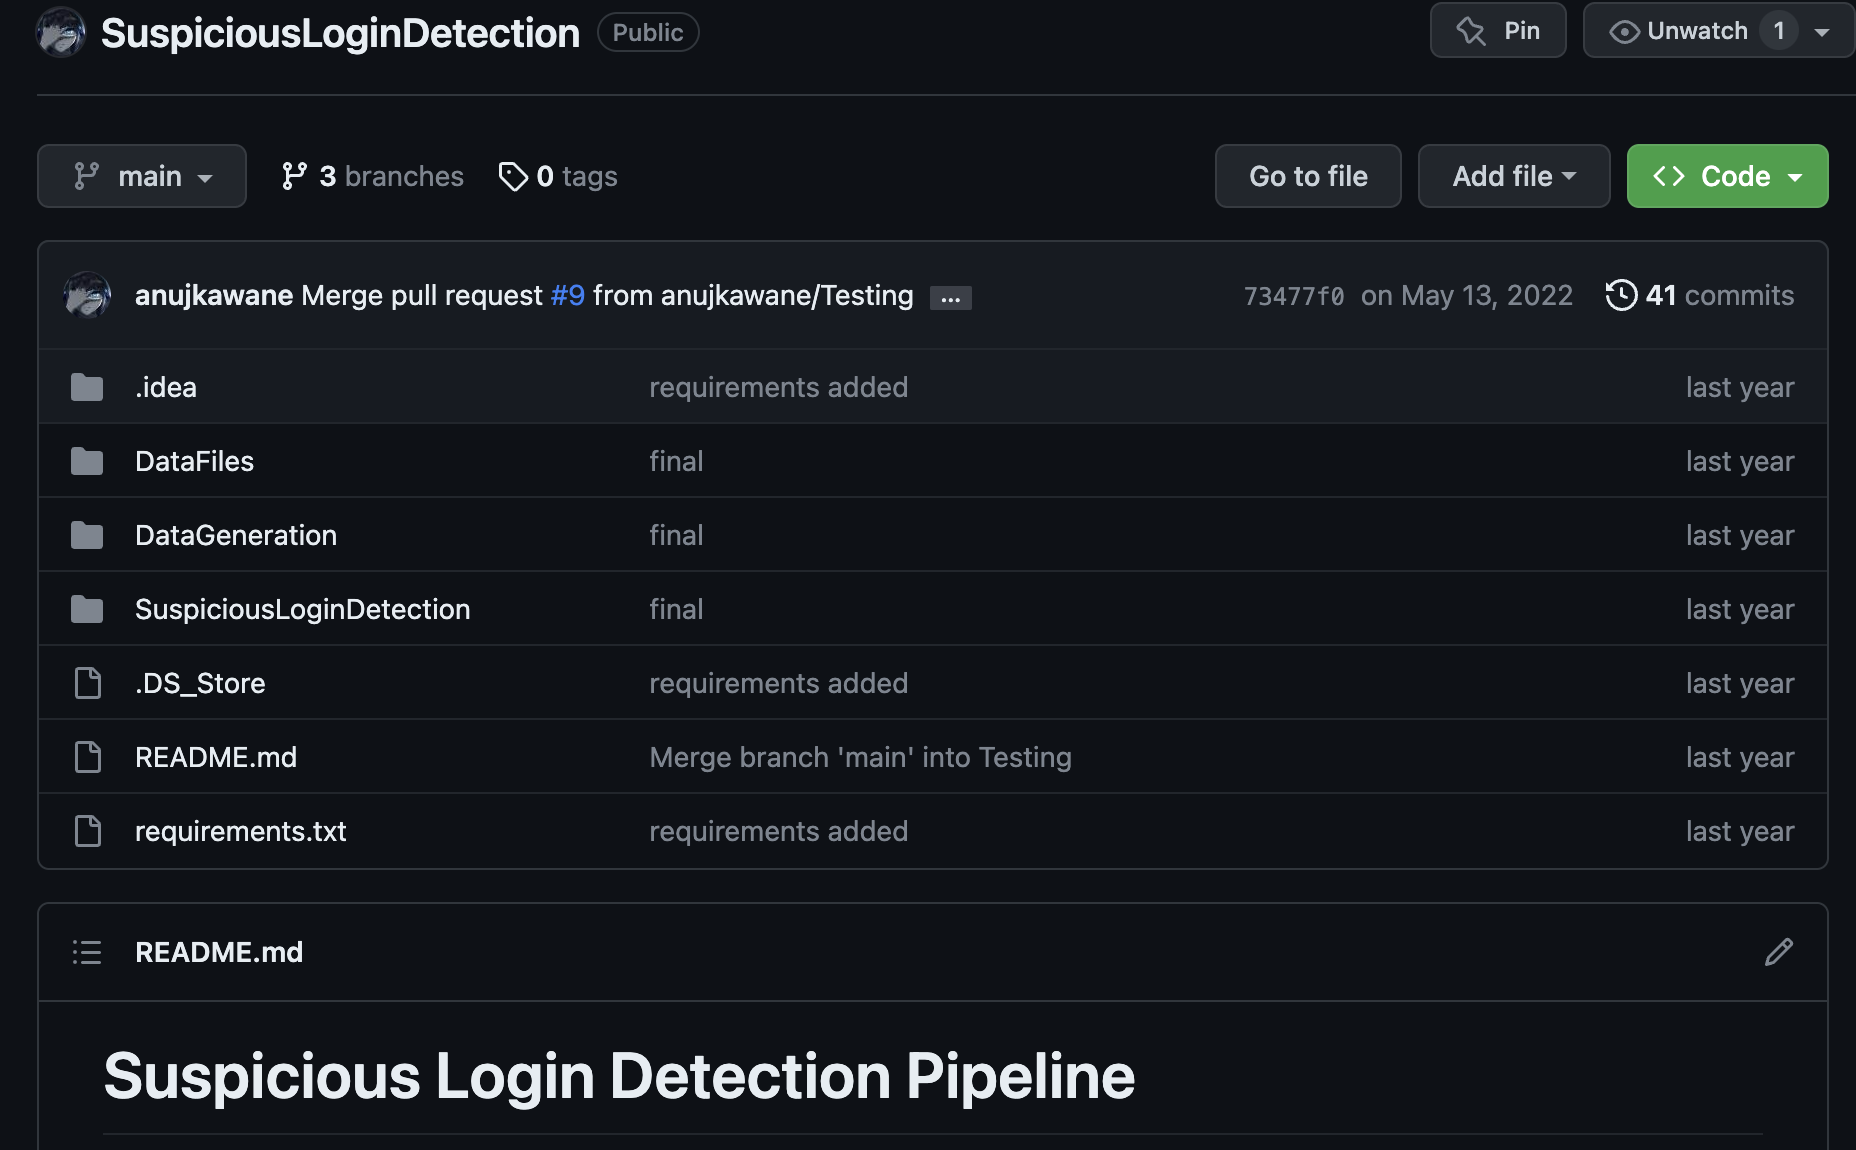 SuspiciousLoginDetection Public Pin Unwatch 1
main 3 branches 0 tags Go to file Add file <> Code
anujkawane Merge pull request #9 from anujkawane/Testing ... 73477f0 on May 13, 2022 41 commits
.idea requirements added last year
DataFiles final last year
DataGeneration final last year
SuspiciousLoginDetection final last year
.DS_Store requirements added last year
README.md Merge branch 'main' into Testing last year
requirements.txt requirements added last year
README.md
Suspicious Login Detection Pipeline